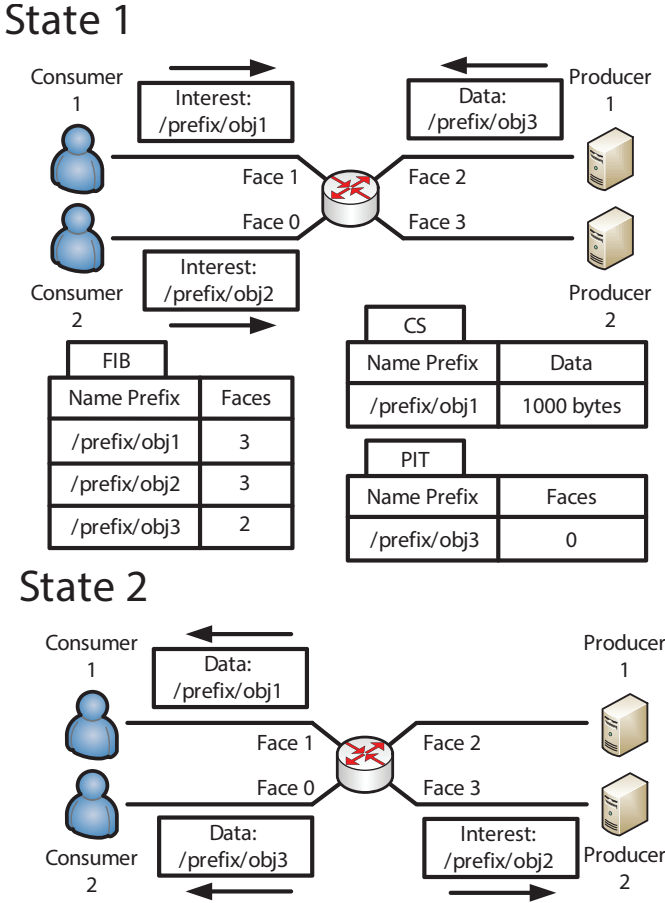 State 1
Consumer
1
Interest:
/prefix/obj1
Data:
/prefix/obj3
Producer
1
Face 1
Face 2
Face 0
Face 3
Consumer
2
Interest:
/prefix/obj2
Producer
2
FIB
Name Prefix Faces
/prefix/obj1 3
/prefix/obj2 3
/prefix/obj3 2
CS
Name Prefix Data
/prefix/obj1 1000 bytes
PIT
Name Prefix Faces
/prefix/obj3 0
State 2
Consumer
1
Data:
/prefix/obj1
Producer
1
Face 1
Face 2
Face 0
Face 3
Consumer
2
Data:
/prefix/obj3
Interest:
/prefix/obj2
Producer
2